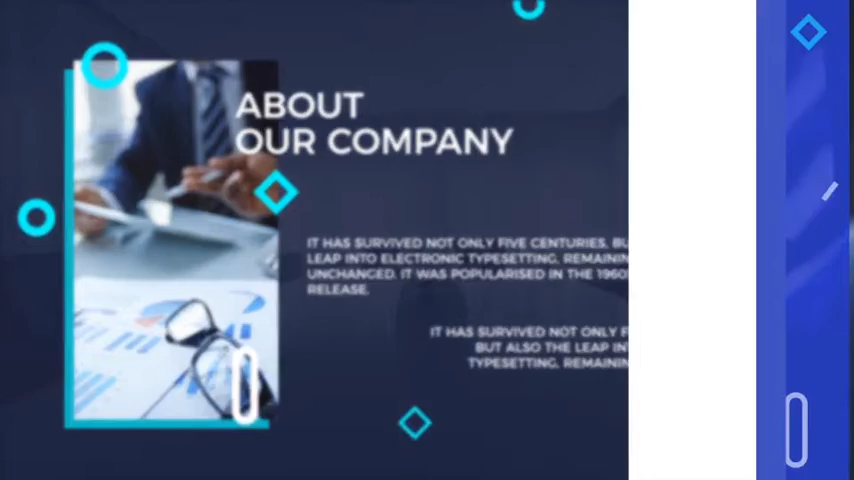 ABOUT
OUR COMPANY
IT HAS SURVIVED NOT ONLY FIVE CENTURIES, BU
LEAP INTO ELECTRONIC TYPESETTING, REMAININ
UNCHANGED. IT WAS POPULARISED IN THE 1960
RELEASE.
IT HAS SURVIVED NOT ONLY F
BUT ALSO THE LEAP IN
TYPESETTING, REMAININ